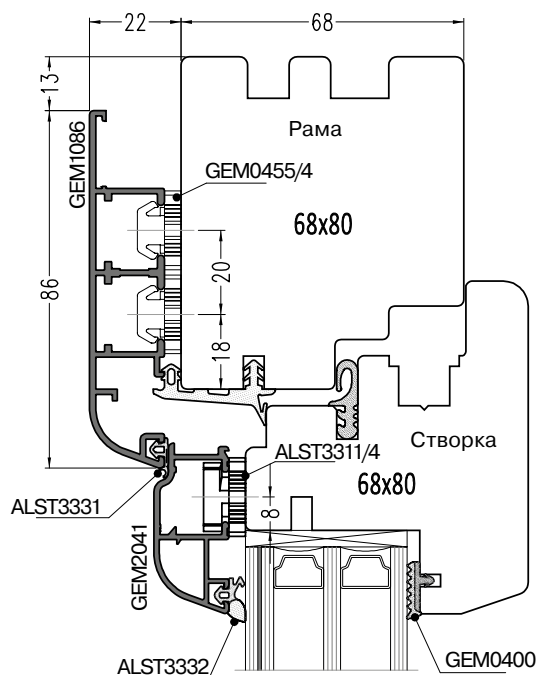 22
68
13
Рама
GEM1086
GEM0455/4
68x80
86
20
18
Створка
ALST3311/4
68x80
ALST3331
8
GEM2041
ALST3332
GEM0400